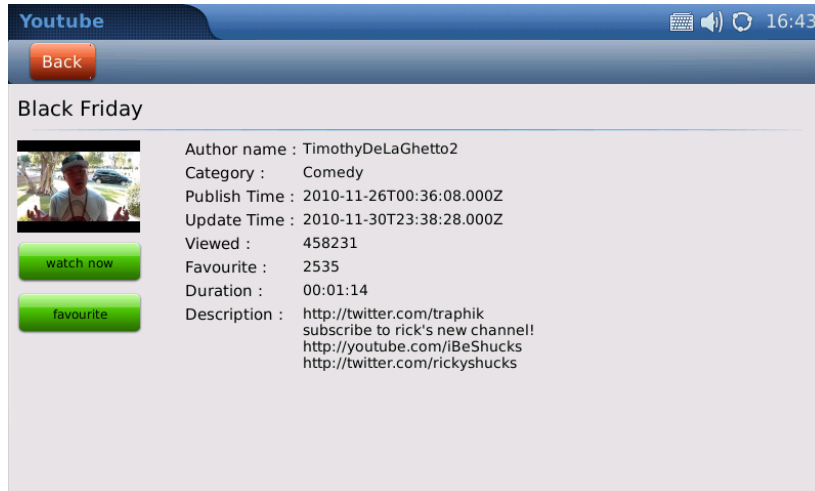 Youtube
16:43
Back
Black Friday
Author name : TimothyDeLaGhetto2
Category : Comedy
Publish Time : 2010-11-26T00:36:08.000Z
Update Time : 2010-11-30T23:38:28.000Z
Viewed : 458231
Favourite : 2535
Duration : 00:01:14
Description : http://twitter.com/traphik
subscribe to rick's new channel!
http://youtube.com/iBeShucks
http://twitter.com/rickyshucks
watch now
favourite